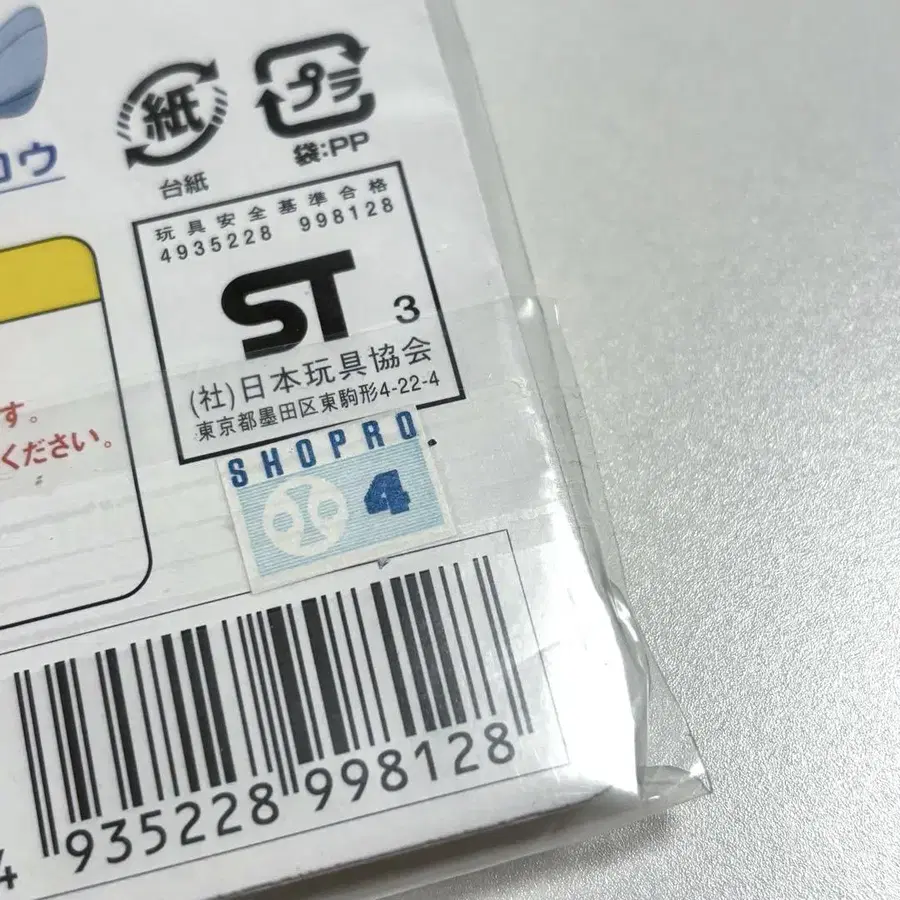 紙
プラ
台紙
袋:PP
コウ
玩具安全基準合格
4935228 998128
ST 3
(社)日本玩具協会
東京都墨田区東駒形4-22-4
す。
ください。
SHOPRO
4
4 935228 998128